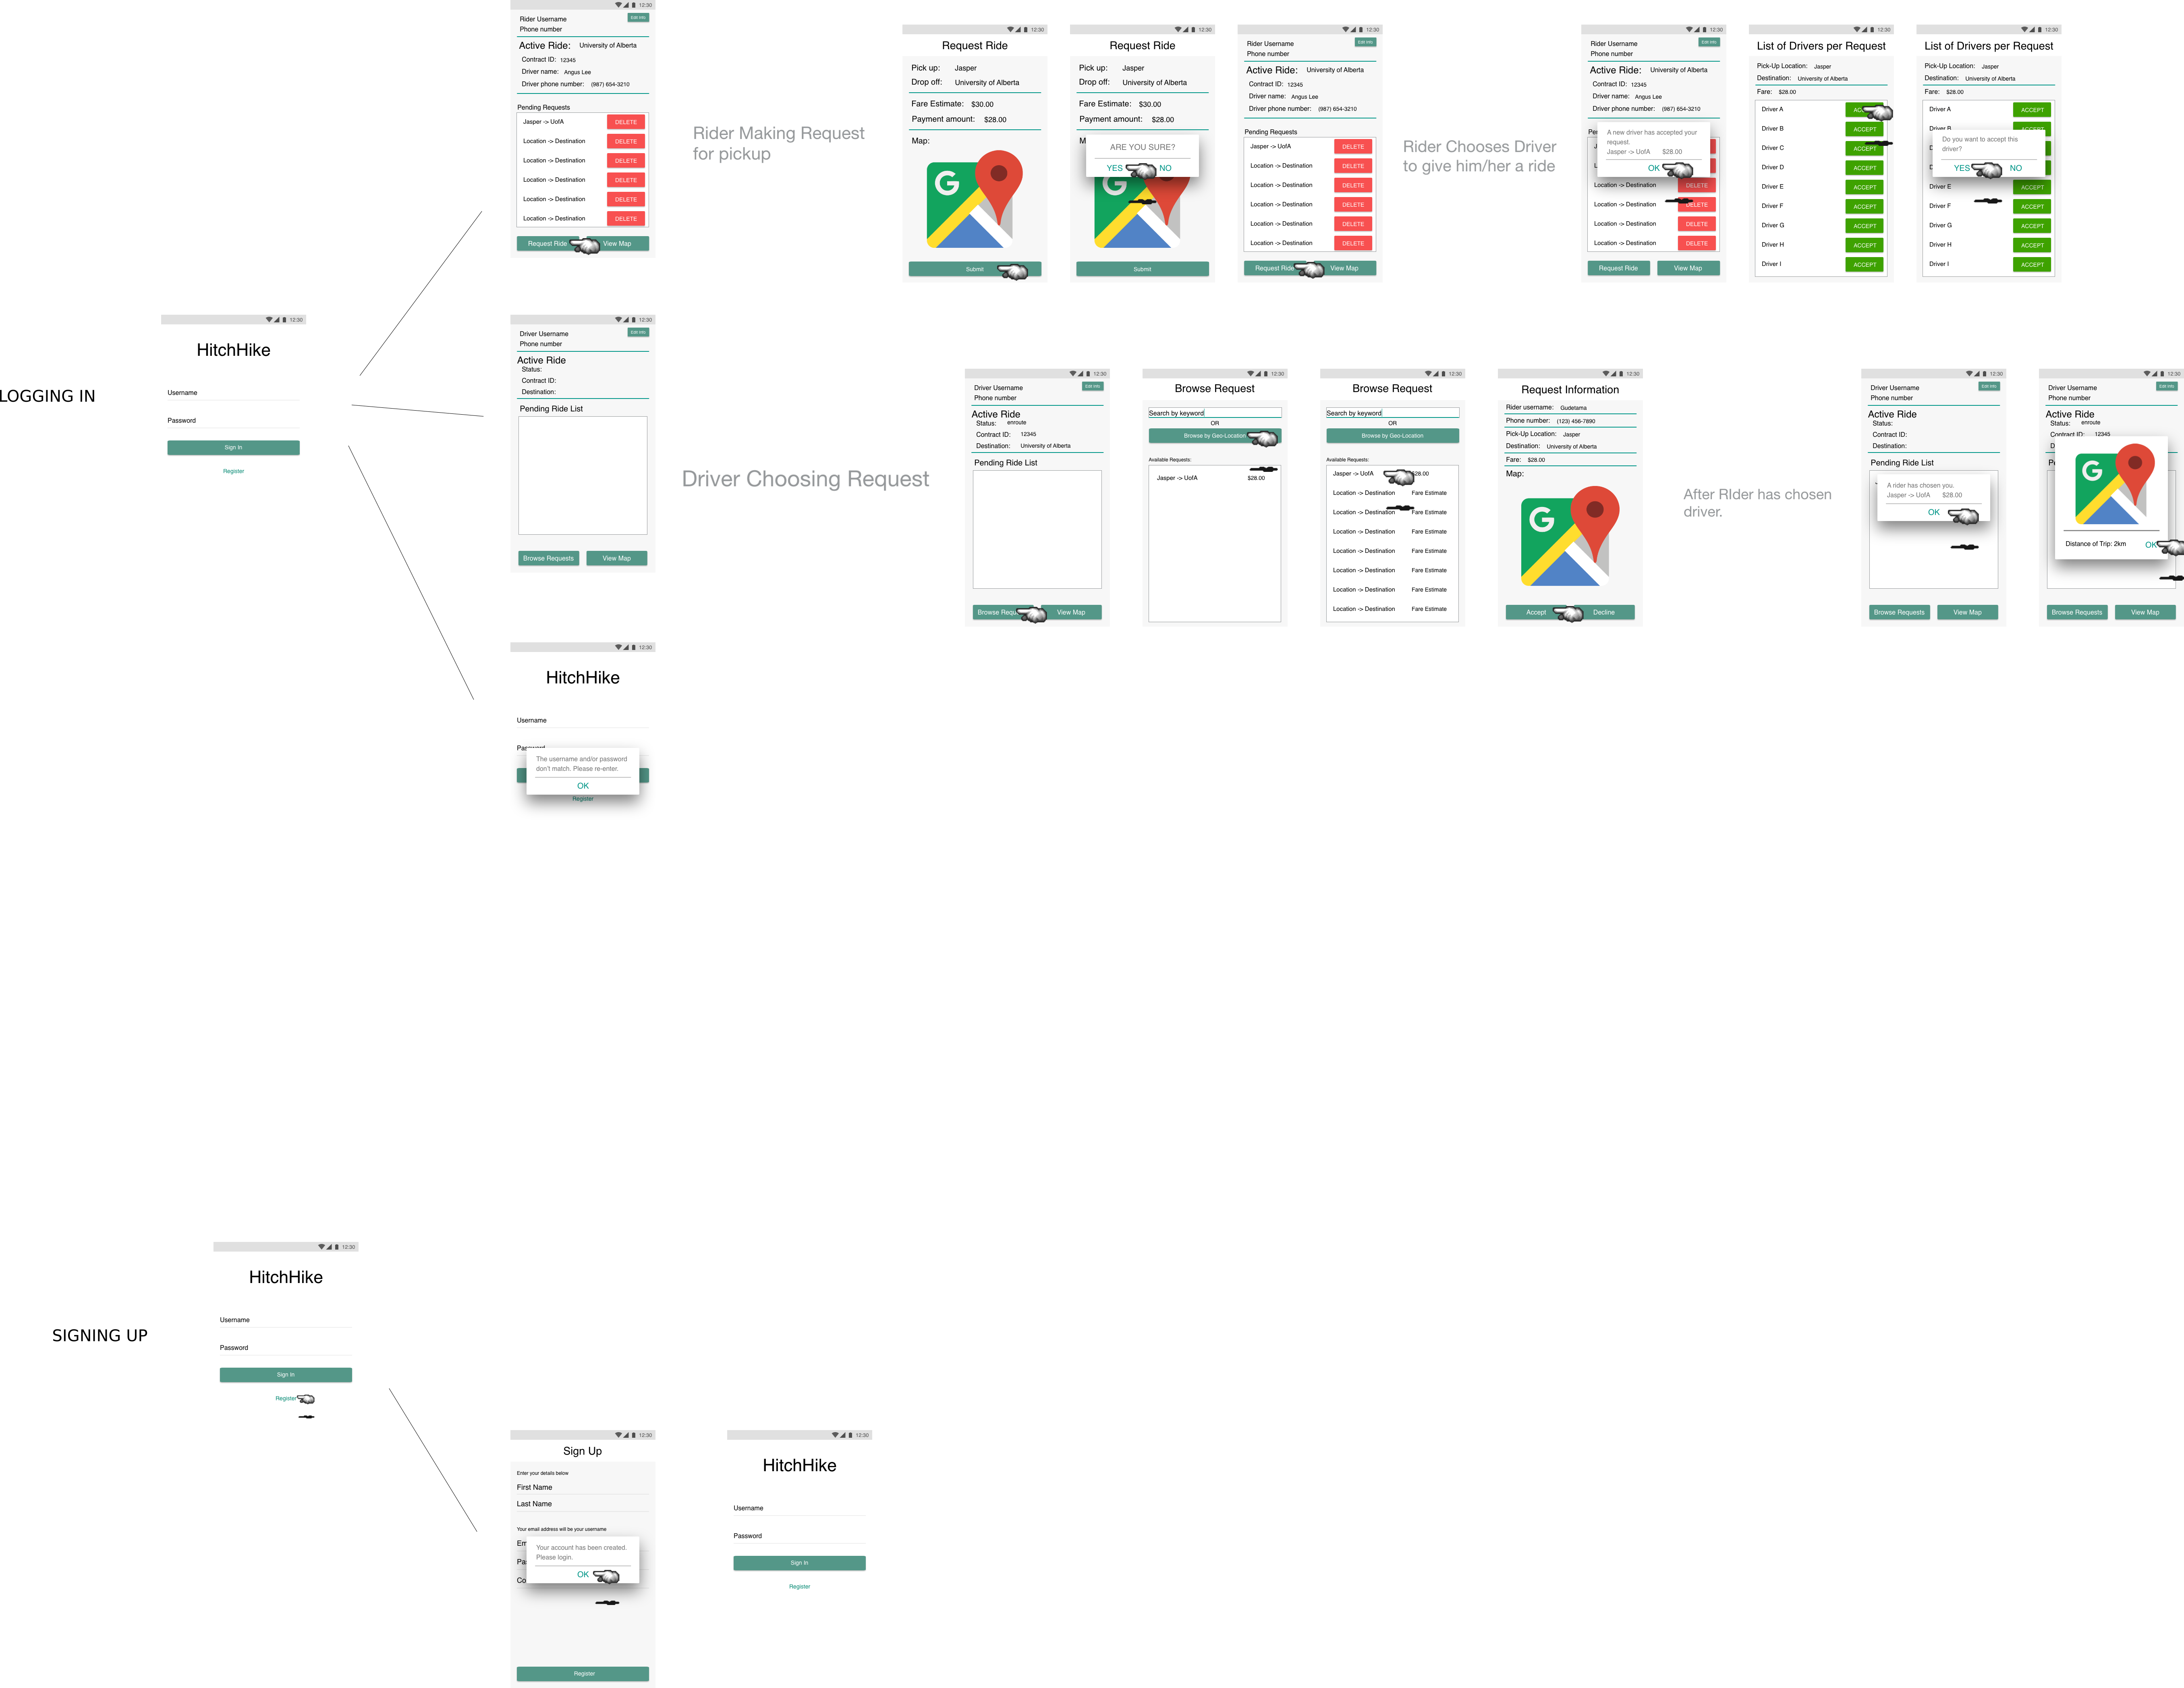 12:30
Rider Username
Edit Info
Phone number
Active Ride: University of Alberta
Contract ID: 12345
Driver name: Angus Lee
Driver phone number: (987) 654-3210
Pending Requests
Jasper -> UofA DELETE
Location -> Destination DELETE
Location -> Destination DELETE
Location -> Destination DELETE
Location -> Destination DELETE
Location -> Destination DELETE
Request Ride View Map
Rider Making Request
for pickup
12:30
Request Ride
Pick up: Jasper
Drop off: University of Alberta
Fare Estimate: $30.00
Payment amount: $28.00
Map:
G
Submit
12:30
Request Ride
Pick up: Jasper
Drop off: University of Alberta
Fare Estimate: $30.00
Payment amount: $28.00
M
ARE YOU SURE?
YES NO
G
Submit
12:30
Rider Username
Edit Info
Phone number
Active Ride: University of Alberta
Contract ID: 12345
Driver name: Angus Lee
Driver phone number: (987) 654-3210
Pending Requests
Jasper -> UofA DELETE
Location -> Destination DELETE
Location -> Destination DELETE
Location -> Destination DELETE
Location -> Destination DELETE
Location -> Destination DELETE
Request Ride View Map
Rider Chooses Driver
to give him/her a ride
12:30
Rider Username
Edit Info
Phone number
Active Ride: University of Alberta
Contract ID: 12345
Driver name: Angus Lee
Driver phone number: (987) 654-3210
A new driver has accepted your
request.
Jasper -> UofA $28.00
OK
Location -> Destination DELETE
Location -> Destination DELETE
Location -> Destination DELETE
Location -> Destination DELETE
Request Ride View Map
12:30
List of Drivers per Request
Pick-Up Location: Jasper
Destination: University of Alberta
Fare: $28.00
Driver A
Driver B ACCEPT
Driver C ACCEPT
Driver D ACCEPT
Driver E ACCEPT
Driver F ACCEPT
Driver G ACCEPT
Driver H ACCEPT
Driver I ACCEPT
12:30
List of Drivers per Request
Pick-Up Location: Jasper
Destination: University of Alberta
Fare: $28.00
Driver A ACCEPT
Driver B ACCEPT
Do you want to accept this
driver?
YES NO
Driver E ACCEPT
Driver F ACCEPT
Driver G ACCEPT
Driver H ACCEPT
Driver I ACCEPT
LOGGING IN
12:30
HitchHike
Username
Password
Sign In
Register
12:30
Driver Username
Edit Info
Phone number
Active Ride
Status:
Contract ID:
Destination:
Pending Ride List
Browse Requests View Map
Driver Choosing Request
12:30
Driver Username
Edit Info
Phone number
Active Ride
Status: enroute
Contract ID: 12345
Destination: University of Alberta
Pending Ride List
Browse Requ View Map
12:30
Browse Request
Search by keyword
OR
Browse by Geo-Location
Available Requests:
Jasper -> UofA $28.00
12:30
Browse Request
Search by keyword
OR
Browse by Geo-Location
Available Requests:
Jasper -> UofA $28.00
Location -> Destination Fare Estimate
Location -> Destination Fare Estimate
Location -> Destination Fare Estimate
Location -> Destination Fare Estimate
Location -> Destination Fare Estimate
Location -> Destination Fare Estimate
Location -> Destination Fare Estimate
12:30
Request Information
Rider username: Gudetama
Phone number: (123) 456-7890
Pick-Up Location: Jasper
Destination: University of Alberta
Fare: $28.00
Map:
G
Accept Decline
After RIder has chosen
driver.
12:30
Driver Username
Edit Info
Phone number
Active Ride
Status:
Contract ID:
Destination:
Pending Ride List
A rider has chosen you.
Jasper -> UofA $28.00
OK
Browse Requests View Map
12:30
Driver Username
Edit Info
Phone number
Active Ride
Status: enroute
Contract ID: 12345
G
Distance of Trip: 2km OK
Browse Requests View Map
12:30
HitchHike
Username
Password
The username and/or password
don't match. Please re-enter.
OK
Register
SIGNING UP
12:30
HitchHike
Username
Password
Sign In
Register
12:30
Sign Up
Enter your details below
First Name
Last Name
Your email address will be your username
Em
Pas
Co
Your account has been created.
Please login.
OK
Register
12:30
HitchHike
Username
Password
Sign In
Register